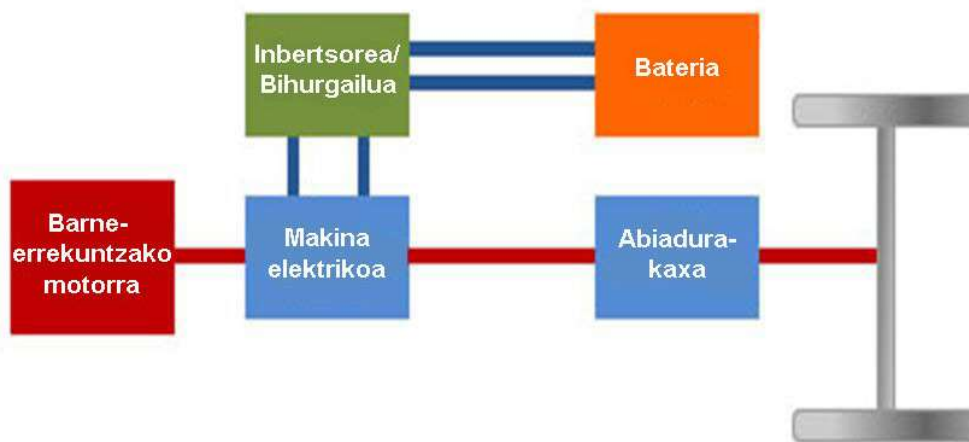 Inbertsorea/
Bihurgailua
Bateria
Barne-
errekuntzako
motorra
Makina
elektrikoa
Abiadura-
kaxa